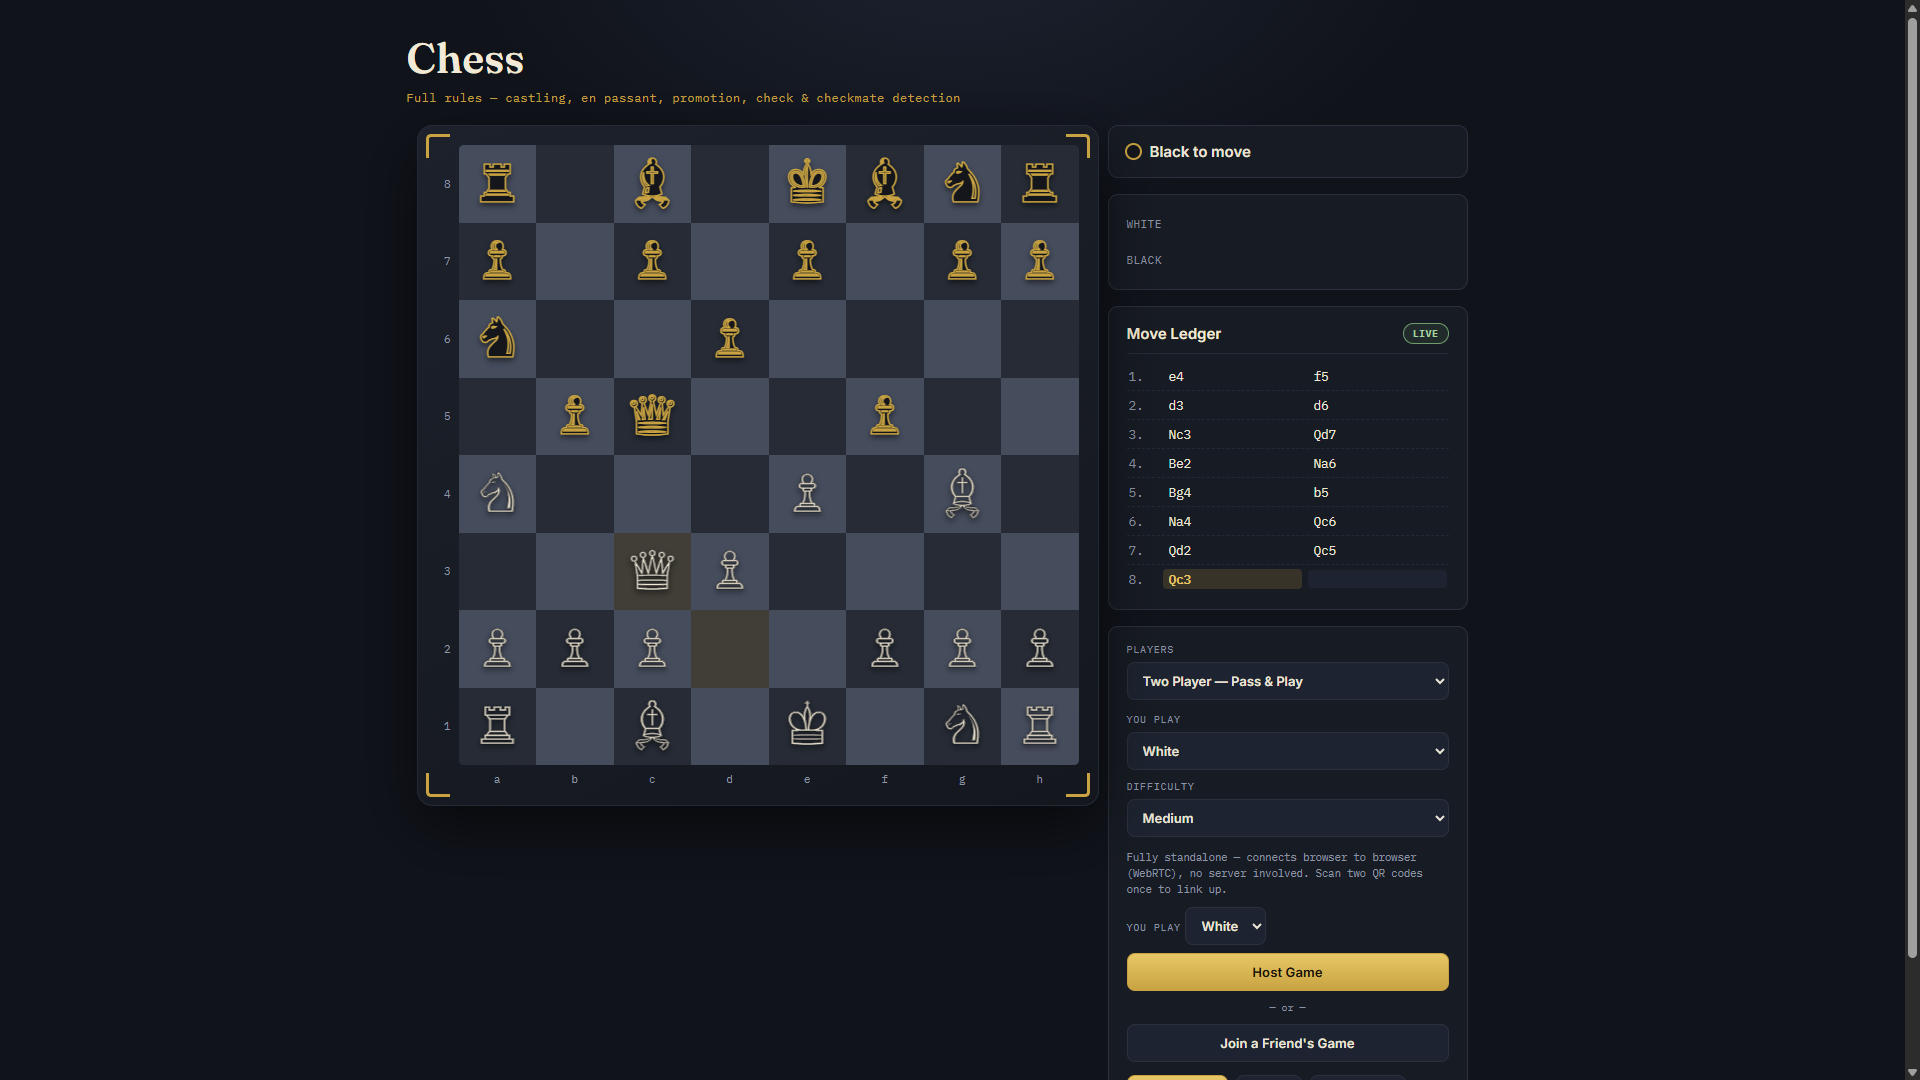 Chess
Full rules — castling, en passant, promotion, check & checkmate detection
8
7
6
5
4
3
2
1
a b c d e f g h
Black to move
WHITE
BLACK
Move Ledger LIVE
1. e4 f5
2. d3 d6
3. Nc3 Qd7
4. Be2 Na6
5. Bg4 b5
6. Na4 Qc6
7. Qd2 Qc5
8. Qc3
PLAYERS
Two Player — Pass & Play
YOU PLAY
White
DIFFICULTY
Medium
Fully standalone — connects browser to browser
(WebRTC), no server involved. Scan two QR codes
once to link up.
YOU PLAY White
Host Game
— or —
Join a Friend's Game